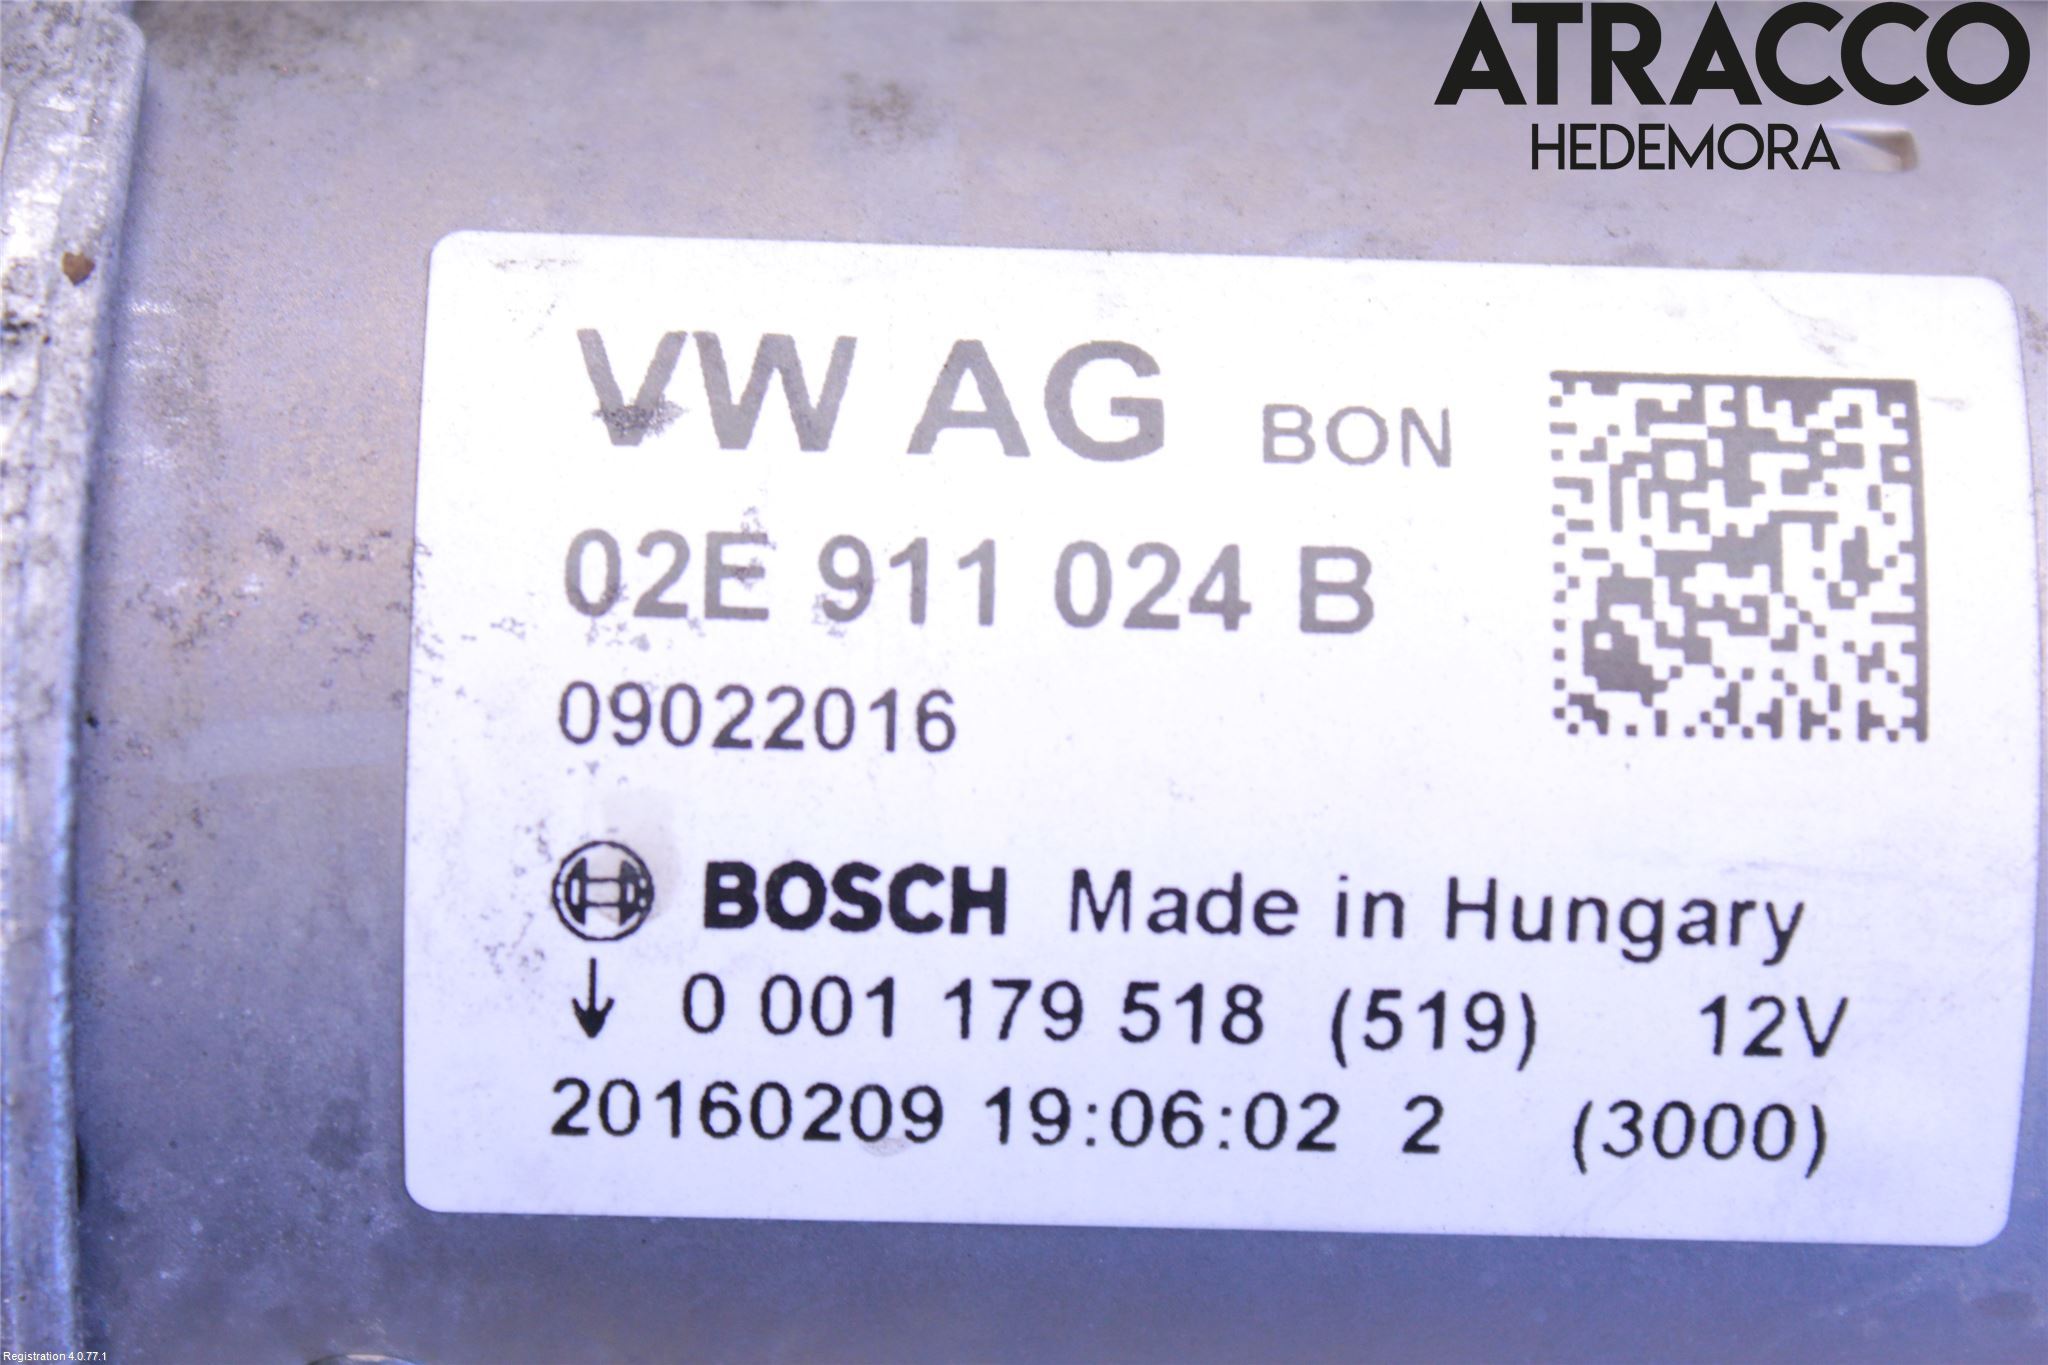 ATRACCO
HEDEMORA
VW AG BON
02E 911 024 B
09022016
BOSCH Made in Hungary
↓ 0 001 179 518 (519) 12V
20160209 19:06:02 2 (3000)
Registration 4.0.77.1